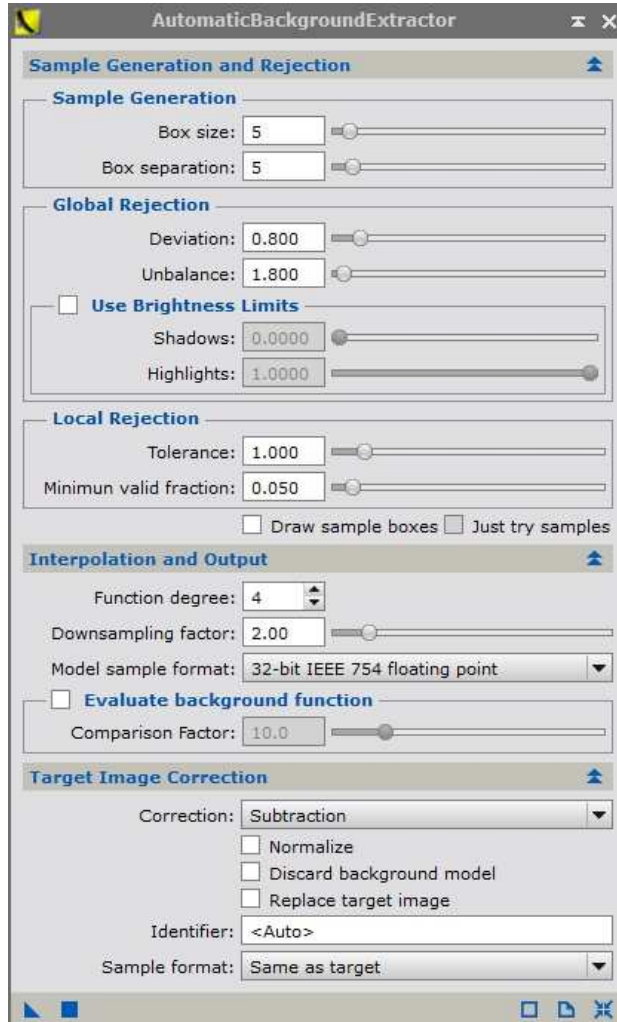 AutomaticBackgroundExtractor
Sample Generation and Rejection
Sample Generation
Box size: 5
Box separation: 5
Global Rejection
Deviation: 0.800
Unbalance: 1.800
Use Brightness Limits
Shadows: 0.0000
Highlights: 1.0000
Local Rejection
Tolerance: 1.000
Minimun valid fraction: 0.050
Draw sample boxes Just try samples
Interpolation and Output
Function degree: 4
Downsampling factor: 2.00
Model sample format: 32-bit IEEE 754 floating point
Evaluate background function
Comparison Factor: 10.0
Target Image Correction
Correction: Subtraction
Normalize
Discard background model
Replace target image
Identifier: <Auto>
Sample format: Same as target